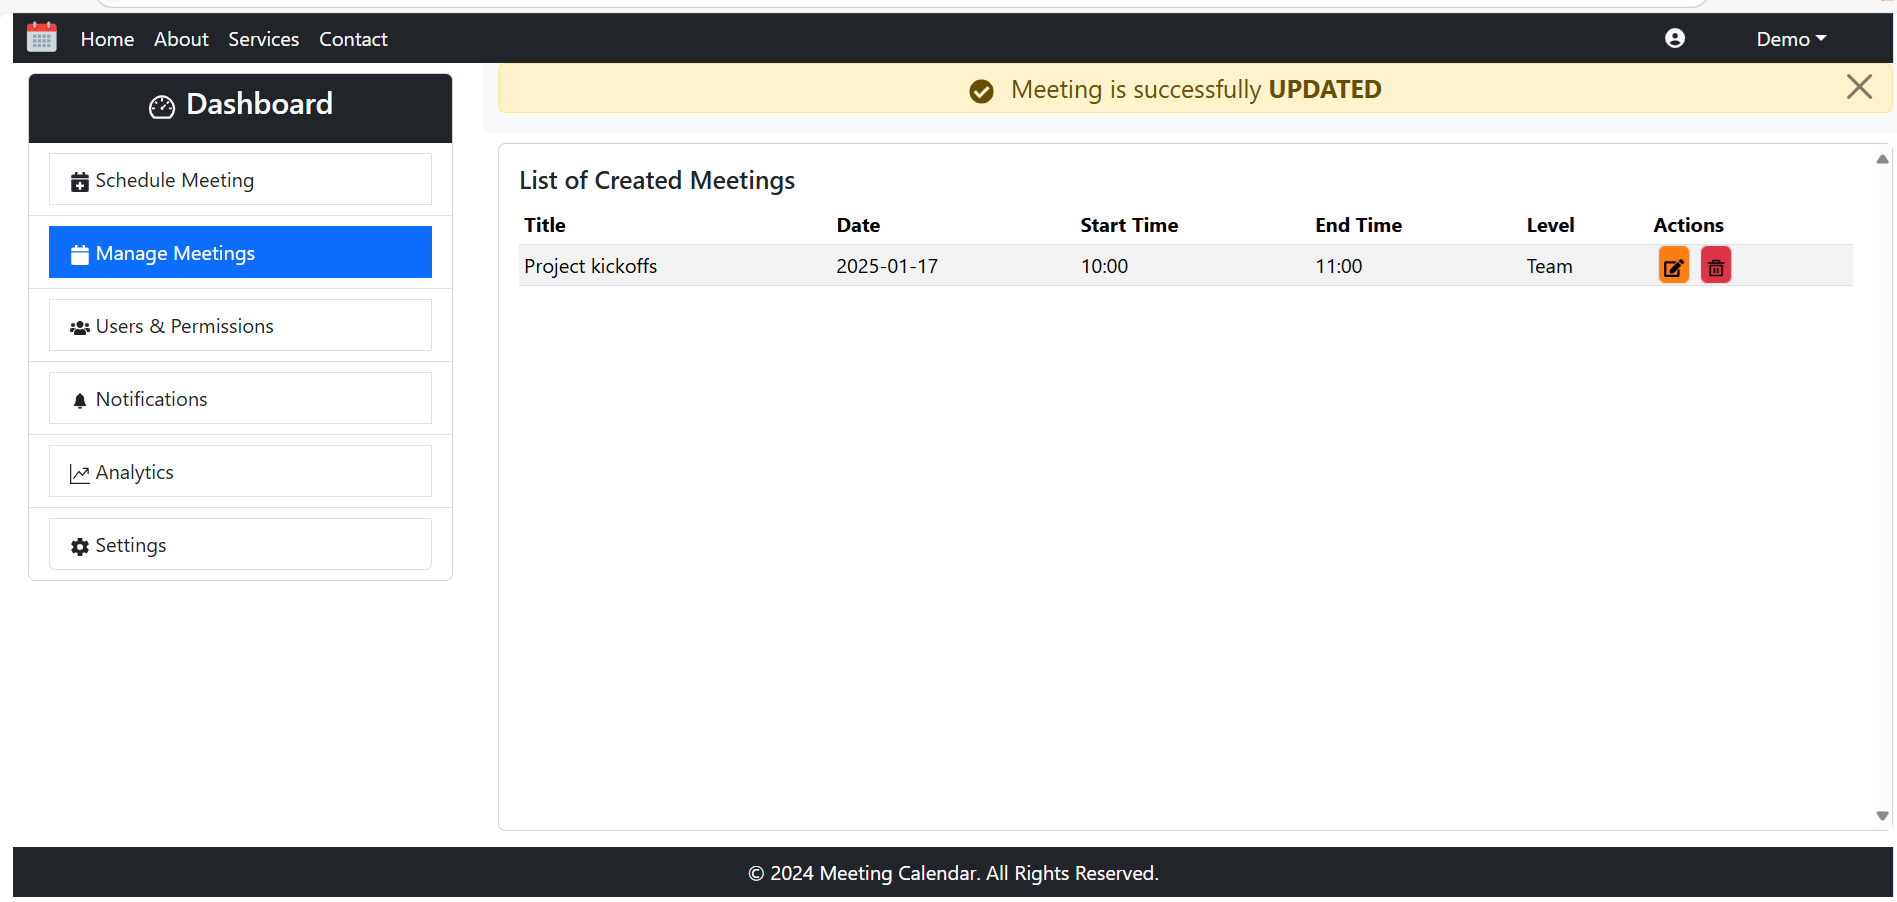 Home About Services Contact Demo
Dashboard
Meeting is successfully UPDATED
Schedule Meeting
Manage Meetings
Users & Permissions
Notifications
Analytics
Settings
List of Created Meetings
Title Date Start Time End Time Level Actions
Project kickoffs 2025-01-17 10:00 11:00 Team
© 2024 Meeting Calendar. All Rights Reserved.